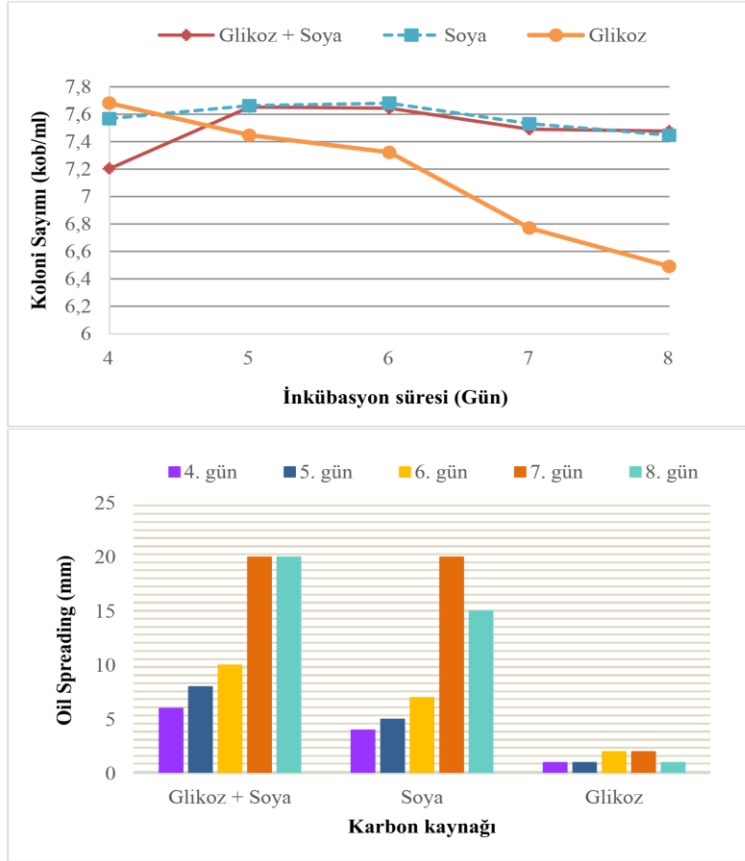 Glikoz + Soya Soya Glikoz
7,8
7,6
7,4
7,2
7
6,8
6,6
6,4
6,2
6
Koloni Sayımı (kob/ml)
4 5 6 7 8
İnkübasyon süresi (Gün)
4. gün 5. gün 6. gün 7. gün 8. gün
25
20
15
10
5
0
Oil Spreading (mm)
Glikoz + Soya Soya Glikoz
Karbon kaynağı